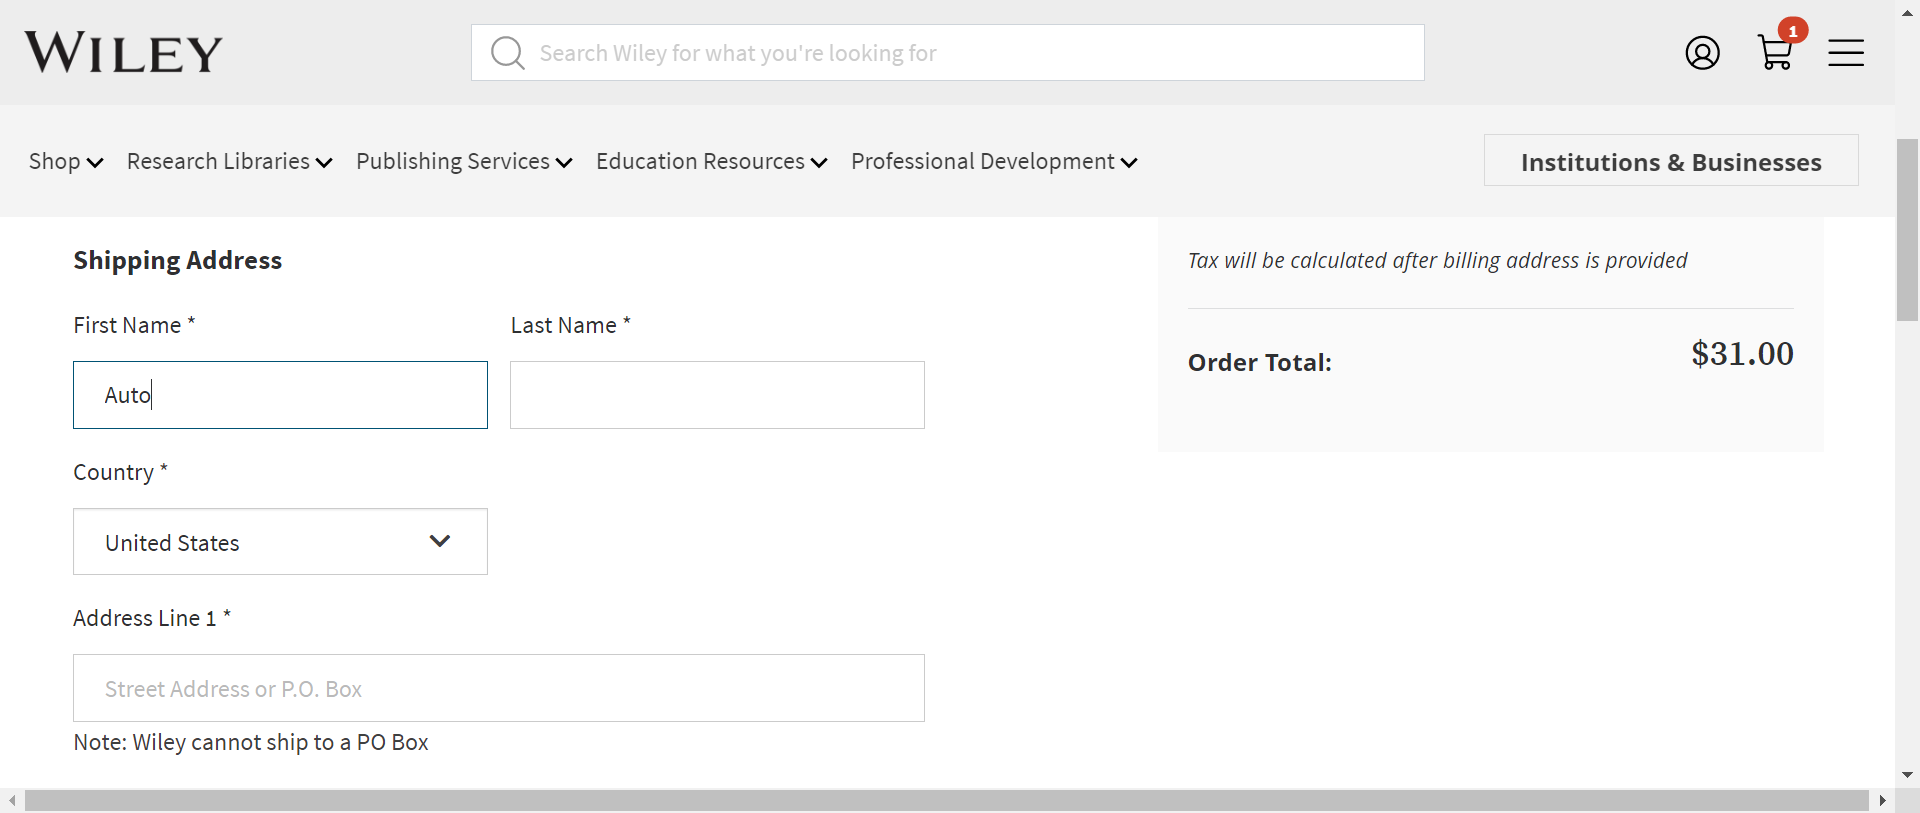 WILEY
Search Wiley for what you're looking for
1
Shop
Research Libraries
Publishing Services
Education Resources
Professional Development
Institutions & Businesses
Shipping Address
First Name *
Last Name *
Auto
Country *
United States
Address Line 1 *
Street Address or P.O. Box
Note: Wiley cannot ship to a PO Box
Tax will be calculated after billing address is provided
Order Total:
$31.00